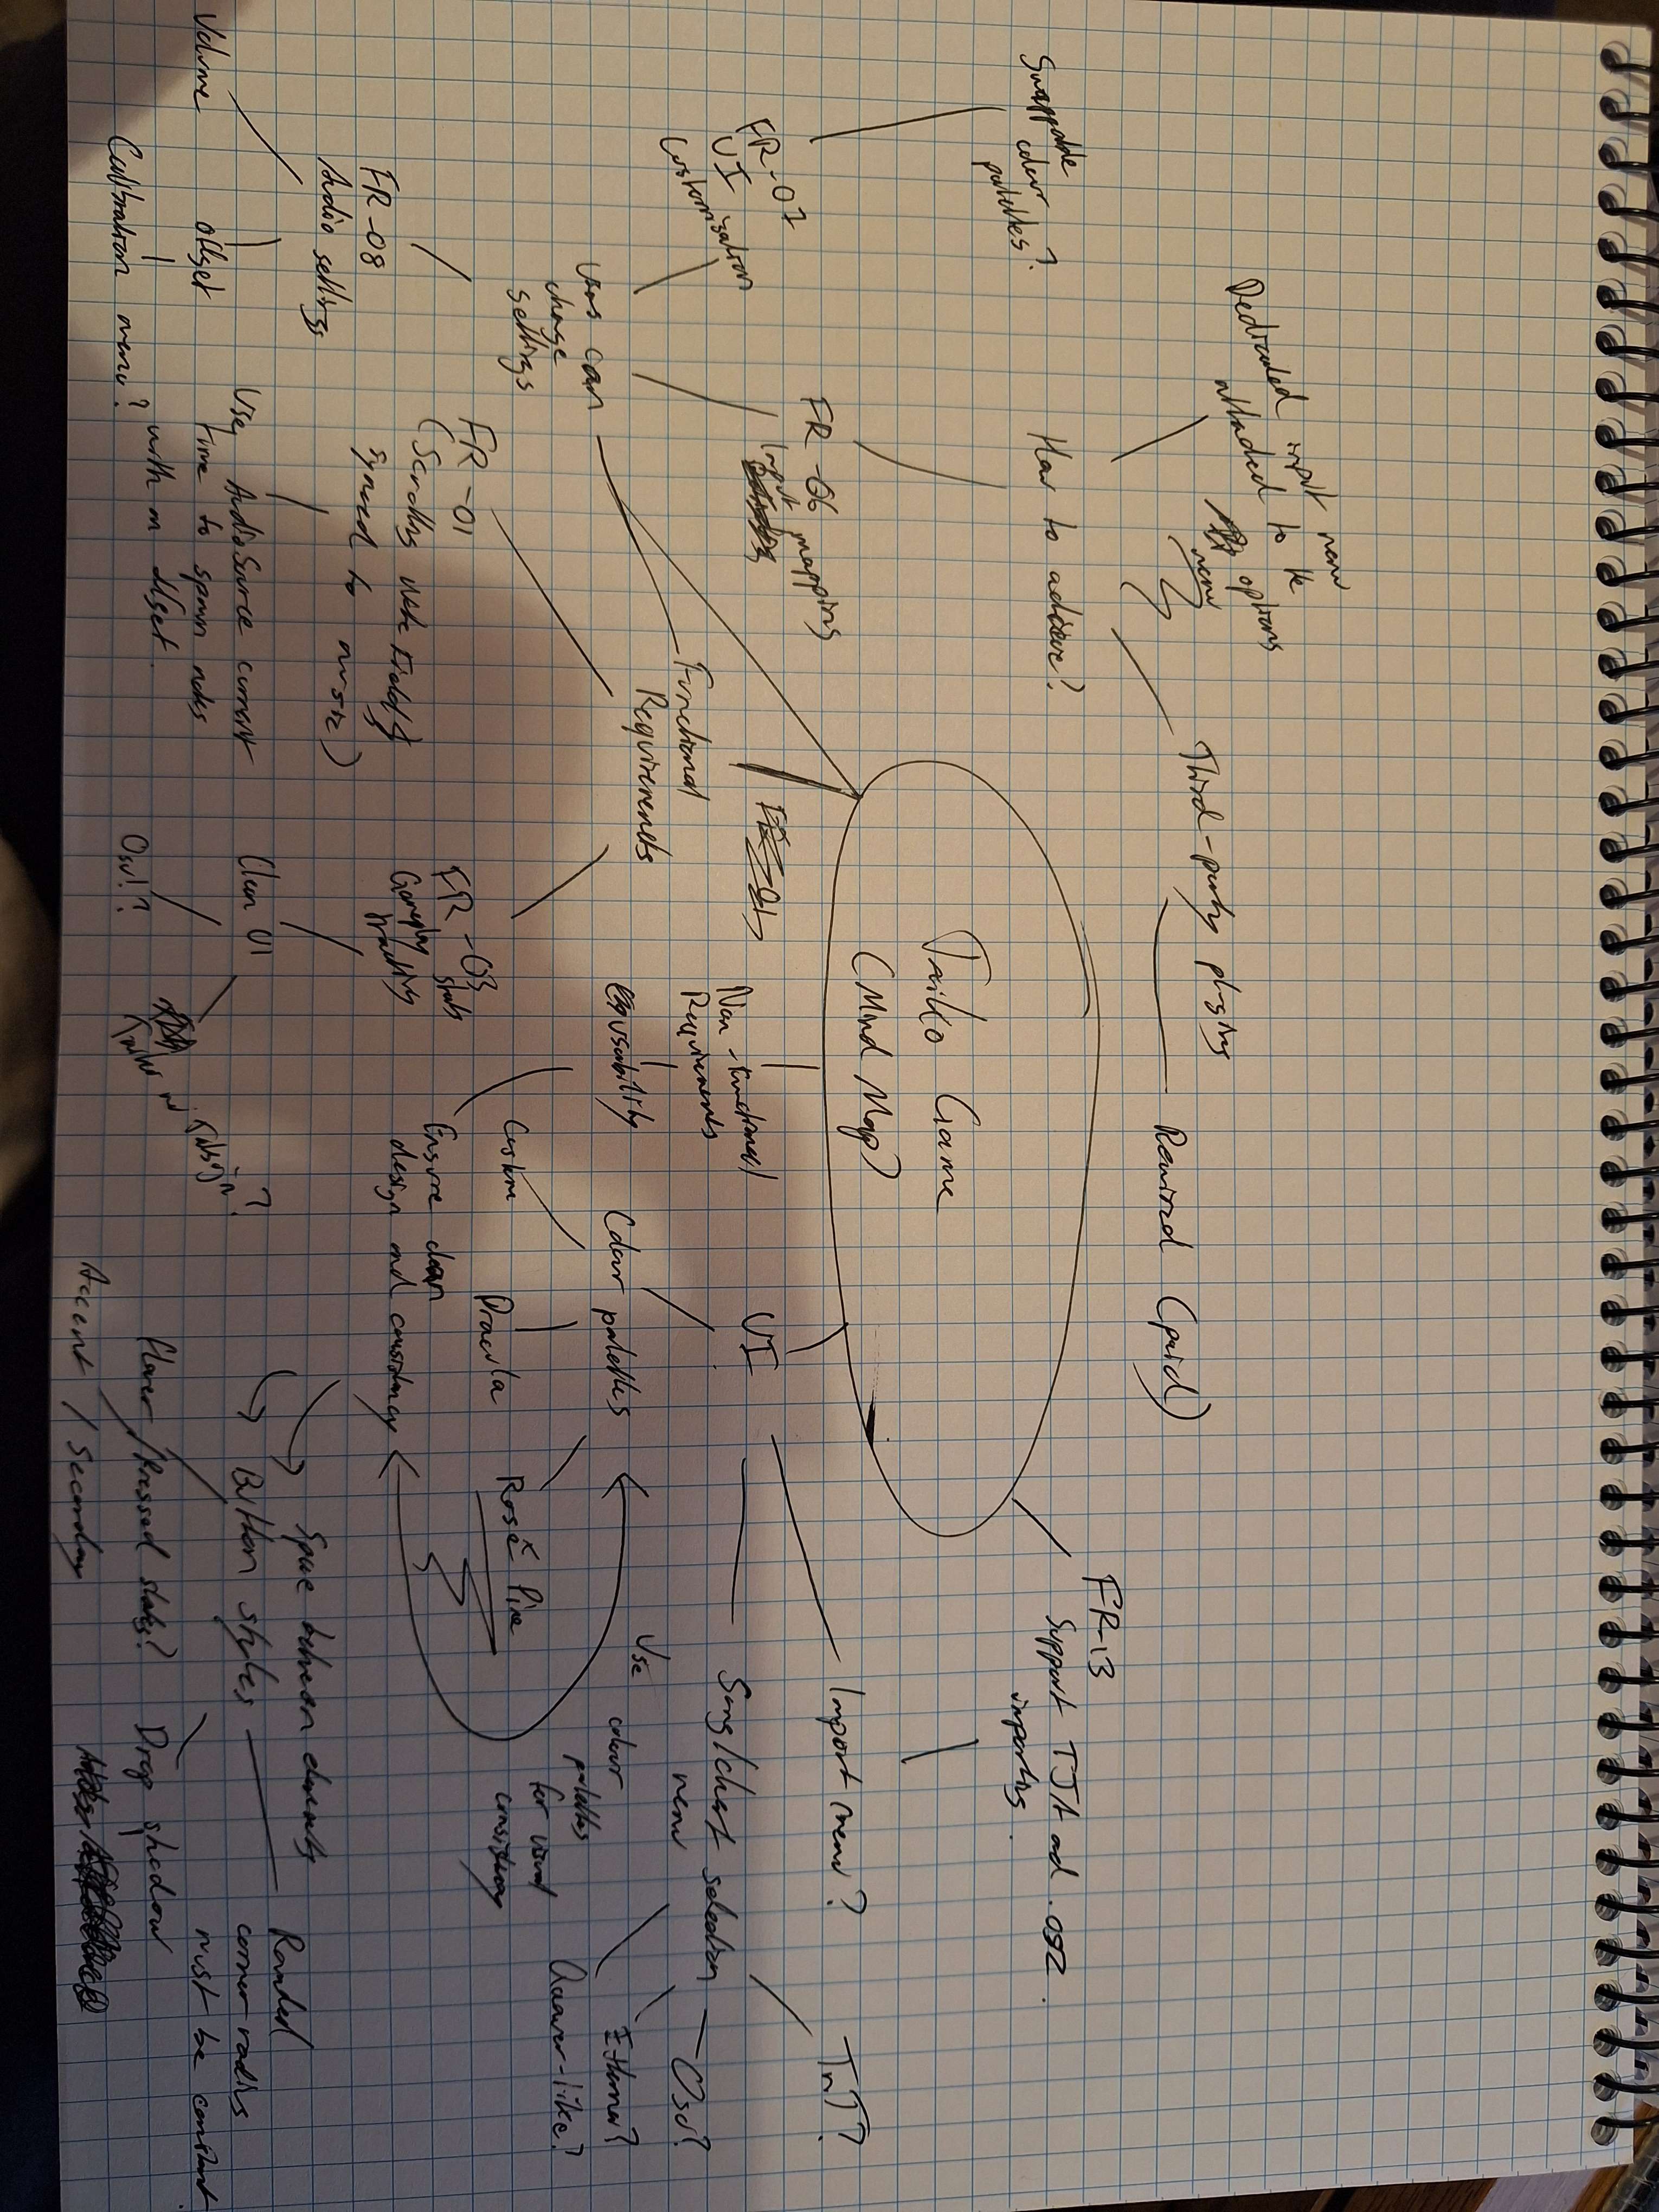 Dedicated input menu
attached to the
options
menu
Third-party plugins
Rewired (paid)
How to achieve?
Swappable
colour
palettes?
FR-13
Support TJA and .osz
importing.
Taiko Game
(Mind Map)
FR-07
UI
Customisation
FR-06
Input mapping
FR-01
Functional
Requirements
Non-functional
Requirements
Usability
UI
Import menu?
Song/chart selection
menu
TnT?
Osu?
Etterna?
Quaver-like?
Users can
change
settings
Colour palettes
Custom
Dracula
Rosé Pine
Use
colour
palettes
for visual
consistency
FR-01
(Scrolling note field
synced to music)
FR-03
Gameplay stats
tracking
Ensure clean
design and consistency
FR-08
Audio settings
Volume
Offset
Calibration menu?
Use AudioSource current
time to spawn notes
with an offset.
Clean UI
Osu!?
Taiko no Tatsujin?
Space between elements
Button styles
Rounded
corner radius
must be constant.
Hover / Pressed states?
Accent / Secondary
Drop shadow